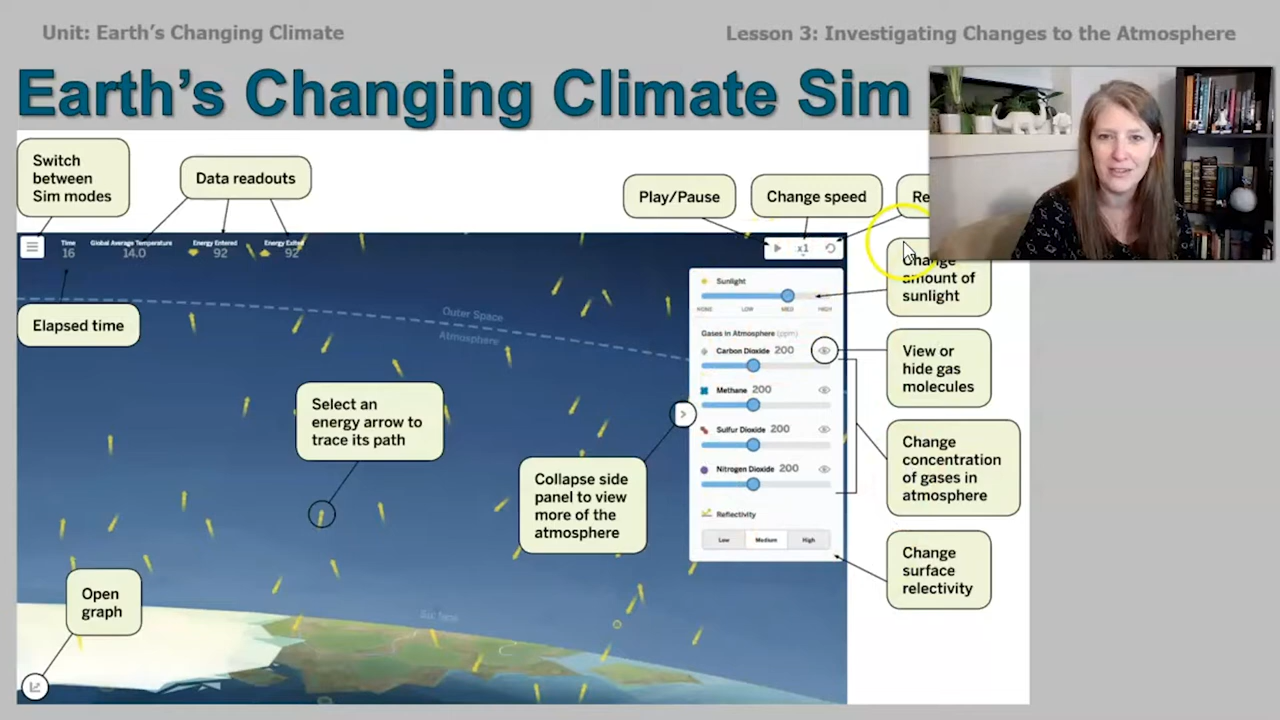 Unit: Earth's Changing Climate
Lesson 3: Investigating Changes to the Atmosphere
Earth's Changing Climate Sim
Switch
between
Sim modes
Data readouts
Play/Pause
Change speed
Re
Time
16
Global Average Temperature
14.0
Energy Entered
92
Energy Exited
92
x1
Change
amount of
sunlight
Elapsed time
Outer Space
Atmosphere
Sunlight
NONE
LOW
MED
HIGH
Gases in Atmosphere (ppm)
Carbon Dioxide 200
Methane 200
Sulfur Dioxide 200
Nitrogen Dioxide 200
Reflectivity
Low
Medium
High
View or
hide gas
molecules
Select an
energy arrow to
trace its path
Collapse side
panel to view
more of the
atmosphere
Change
concentration
of gases in
atmosphere
Change
surface
relectivity
Open
graph
Surface